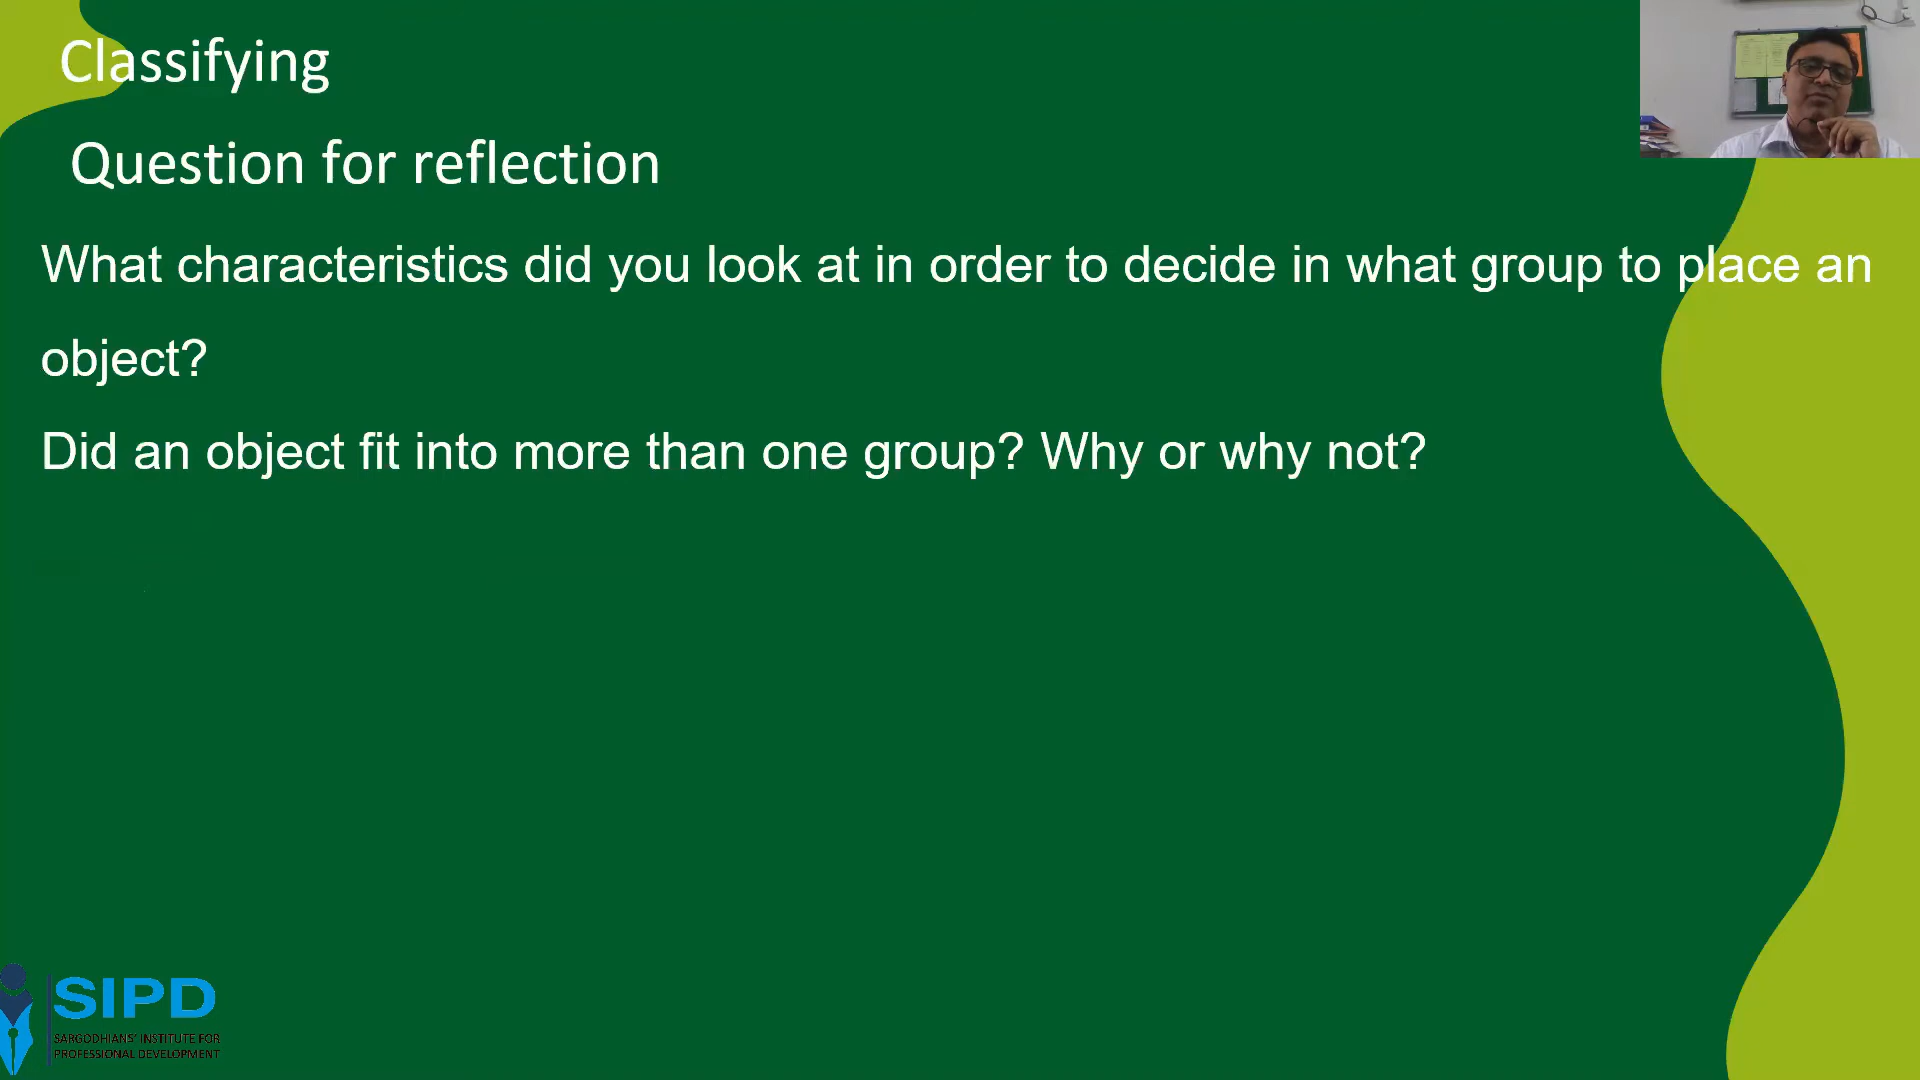 Classifying
Question for reflection
What characteristics did you look at in order to decide in what group to place an
object?
Did an object fit into more than one group? Why or why not?
SIPD
SARGODHIANS' INSTITUTE FOR
PROFESSIONAL DEVELOPMENT